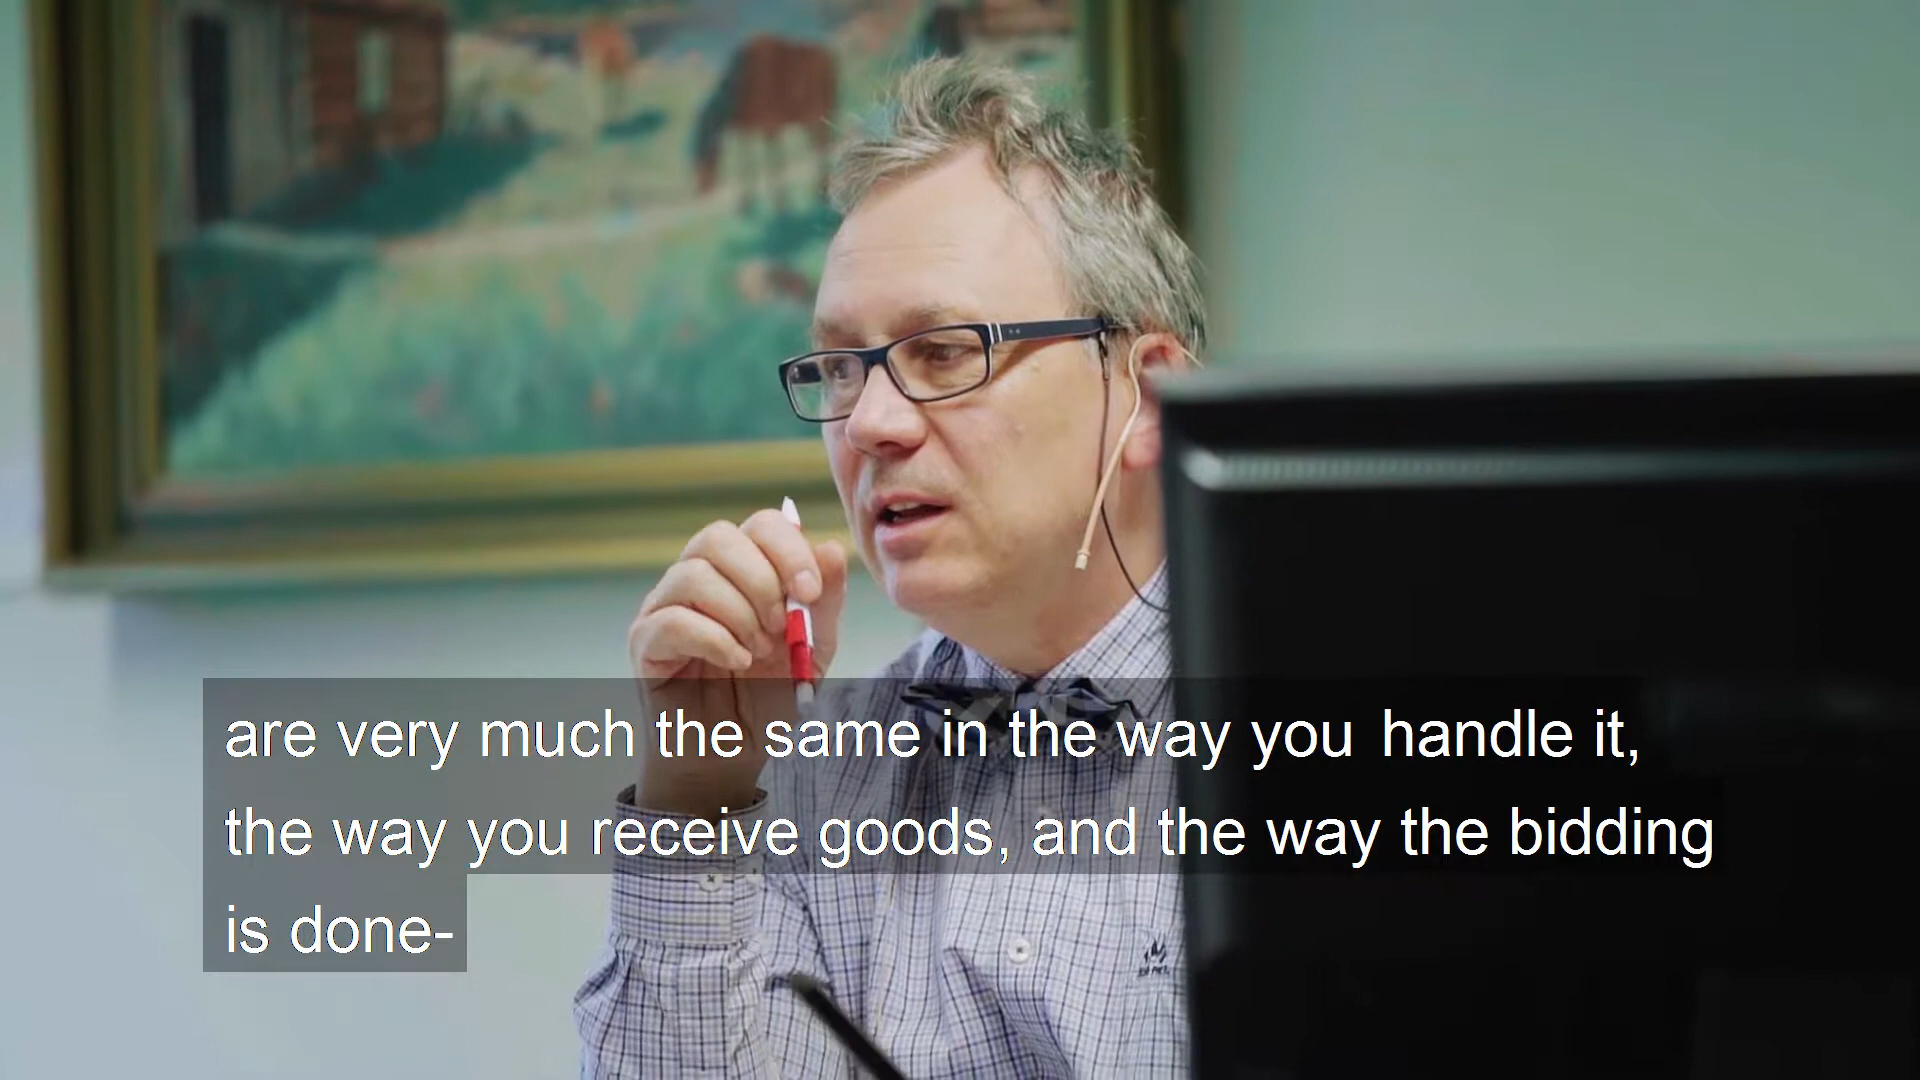 are very much the same in the way you handle it,
the way you receive goods, and the way the bidding
is done-